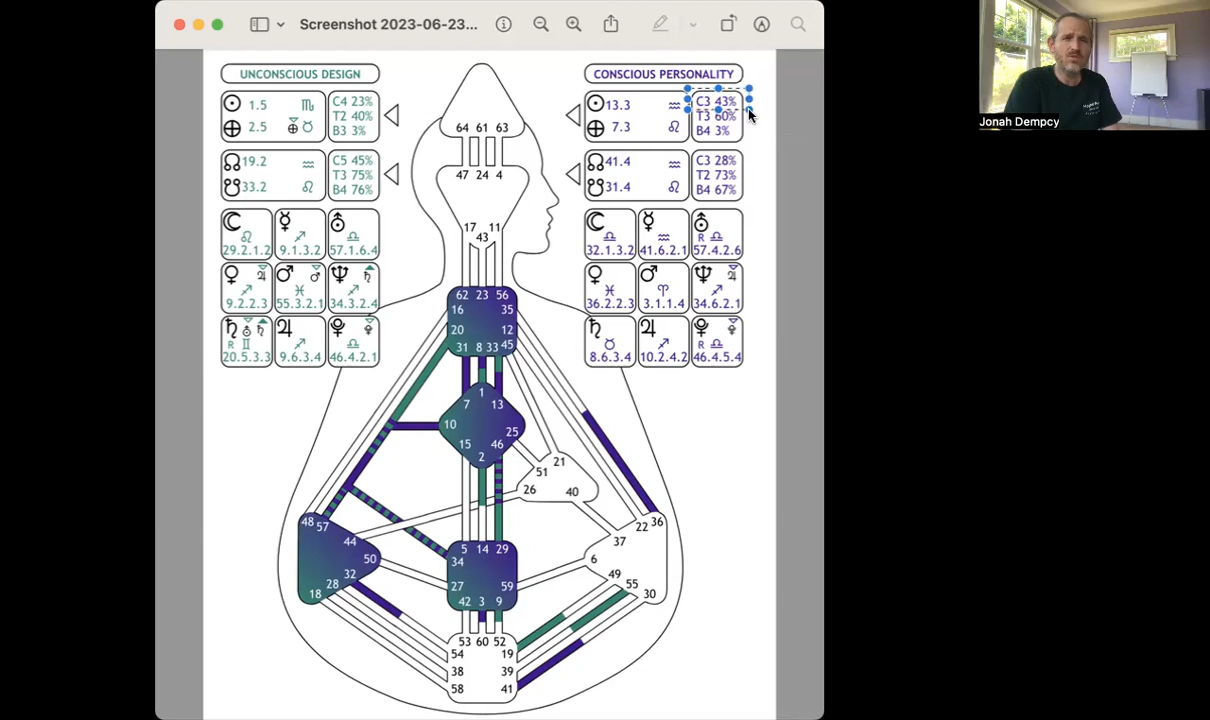 Screenshot 2023-06-23...
Jonah Dempcy
UNCONSCIOUS DESIGN
CONSCIOUS PERSONALITY
☉ 1.5 ♏
⊕ 2.5 ⊕ ♉
C4 23%
T2 40%
B3 3%
☉ 13.3 ♒
⊕ 7.3 ♌
C3 43%
T3 60%
B4 3%
☊ 19.2 ♒
☋ 33.2 ♌
C5 45%
T3 75%
B4 76%
☊ 41.4 ♒
☋ 31.4 ♌
C3 28%
T2 73%
B4 67%
☾ ♌ 29.2.1.2
☿ ♐ 9.1.3.2
⛢ ♎ 57.1.6.4
☾ ♎ 32.1.3.2
☿ ♒ 41.6.2.1
⛢ R ♎ 57.4.2.6
♀ ♃ ♐ 9.2.2.3
♂ ♂ ♓ 55.3.2.1
♆ ♄ ♐ 34.3.2.4
♀ ♓ 36.2.2.3
♂ ♈ 3.1.1.4
♆ ♃ ♐ 34.6.2.1
♄ ⛢ ♄ R ♊ 20.5.3.3
♃ ♐ 9.6.3.4
♇ ♇ ♎ 46.4.2.1
♄ ♉ 8.6.3.4
♃ ♐ 10.2.4.2
♇ ♇ R ♎ 46.4.5.4
64 61 63
47 24 4
17 11
43
62 23 56
16 35
20 12
31 8 33 45
1
7 13
10
25
15 46
2
21
51
26 40
48 57
44
50
32
28
18
5 14 29
34
27 59
42 3 9
36
22
37
6
49
55
30
53 60 52
54 19
38 39
58 41